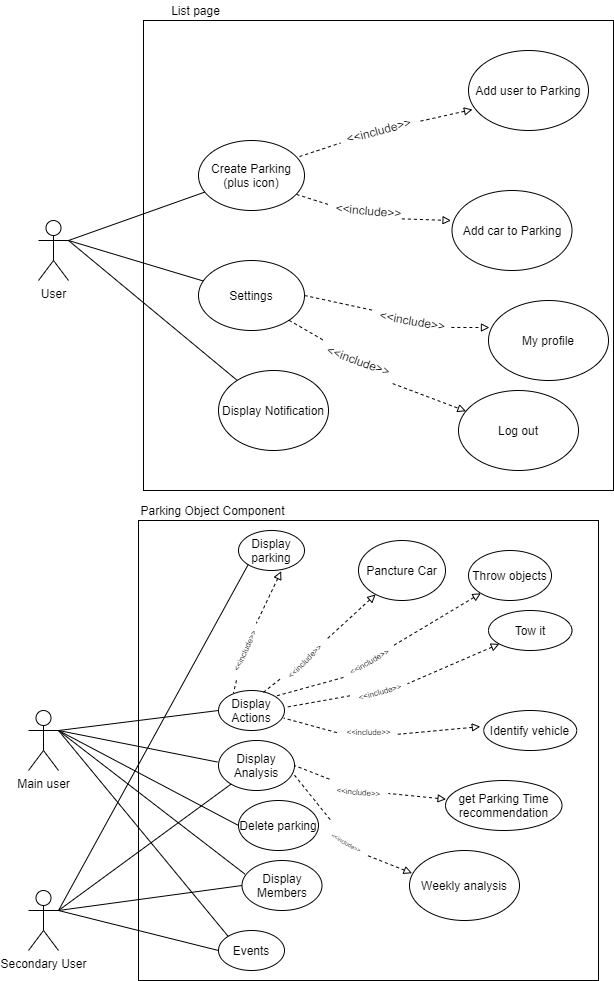 List page
Add user to Parking
<<include>>
Create Parking
(plus icon)
<<include>>
Add car to Parking
User
Settings
<<include>>
My profile
<<include>>
Display Notification
Log out
Parking Object Component
Display
parking
Pancture Car
Throw objects
Tow it
<<include>>
<<include>>
<<include>>
<<include>>
Display
Actions
<<include>>
Identify vehicle
Main user
Display
Analysis
<<include>>
get Parking Time
recommendation
Delete parking
<<include>>
Display
Members
Weekly analysis
Secondary User
Events